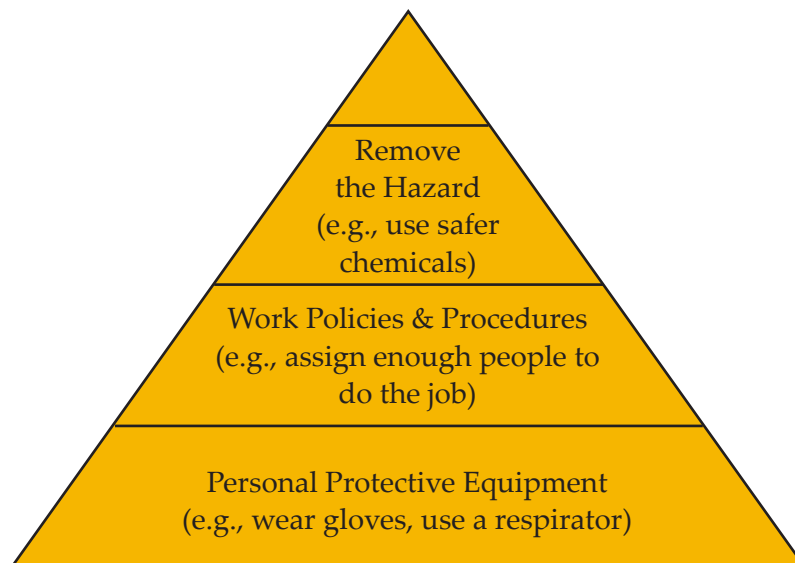 Remove
the Hazard
(e.g., use safer
chemicals)
Work Policies & Procedures
(e.g., assign enough people to
do the job)
Personal Protective Equipment
(e.g., wear gloves, use a respirator)